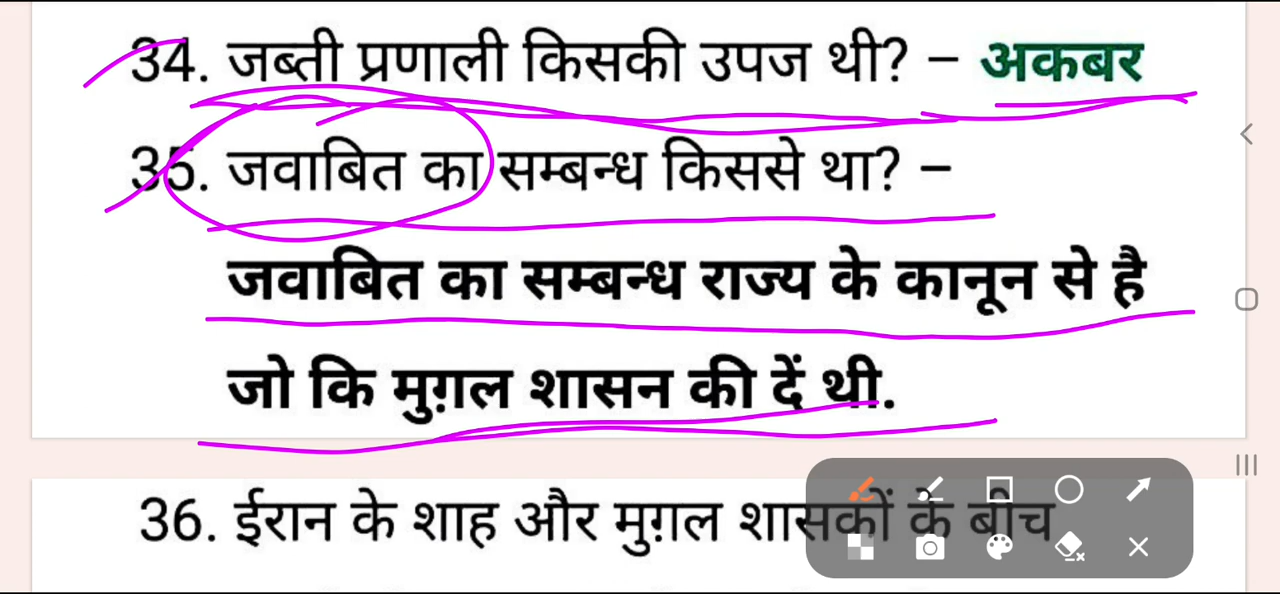 34. जब्ती प्रणाली किसकी उपज थी? – अकबर
35. जवाबित का सम्बन्ध किससे था? –
जवाबित का सम्बन्ध राज्य के कानून से है
जो कि मुग़ल शासन की दें थी.
36. ईरान के शाह और मुग़ल शासकों के बीच